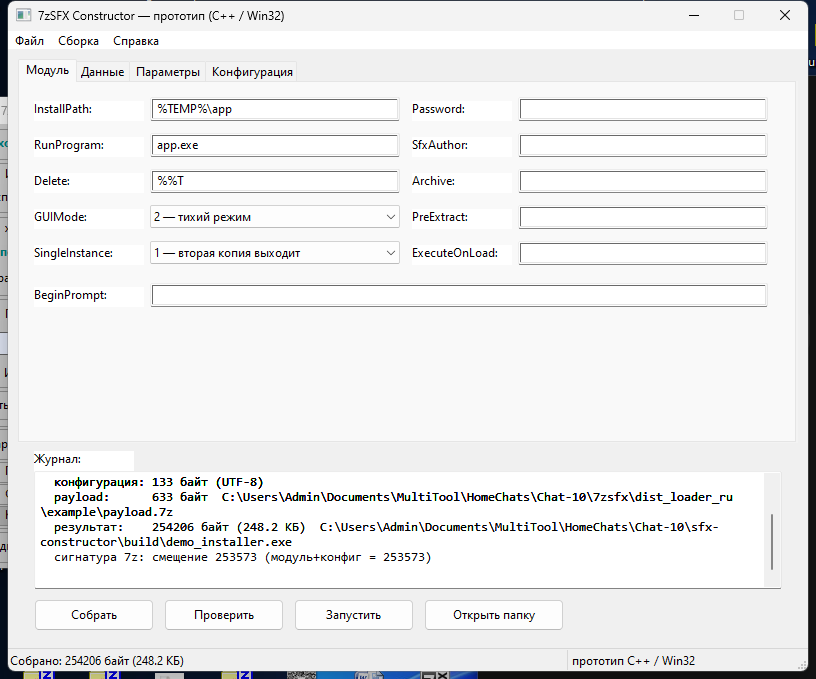 7zSFX Constructor — прототип (C++ / Win32)
Файл Сборка Справка
Модуль Данные Параметры Конфигурация
InstallPath: %TEMP%\app Password:
RunProgram: app.exe SfxAuthor:
Delete: %%T Archive:
GUIMode: 2 — тихий режим PreExtract:
SingleInstance: 1 — вторая копия выходит ExecuteOnLoad:
BeginPrompt:
Журнал:
конфигурация: 133 байт (UTF-8)
payload: 633 байт C:\Users\Admin\Documents\MultiTool\HomeChats\Chat-10\7zsfx\dist_loader_ru
\example\payload.7z
результат: 254206 байт (248.2 КБ) C:\Users\Admin\Documents\MultiTool\HomeChats\Chat-10\sfx-
constructor\build\demo_installer.exe
сигнатура 7z: смещение 253573 (модуль+конфиг = 253573)
Собрать Проверить Запустить Открыть папку
Собрано: 254206 байт (248.2 КБ) прототип C++ / Win32